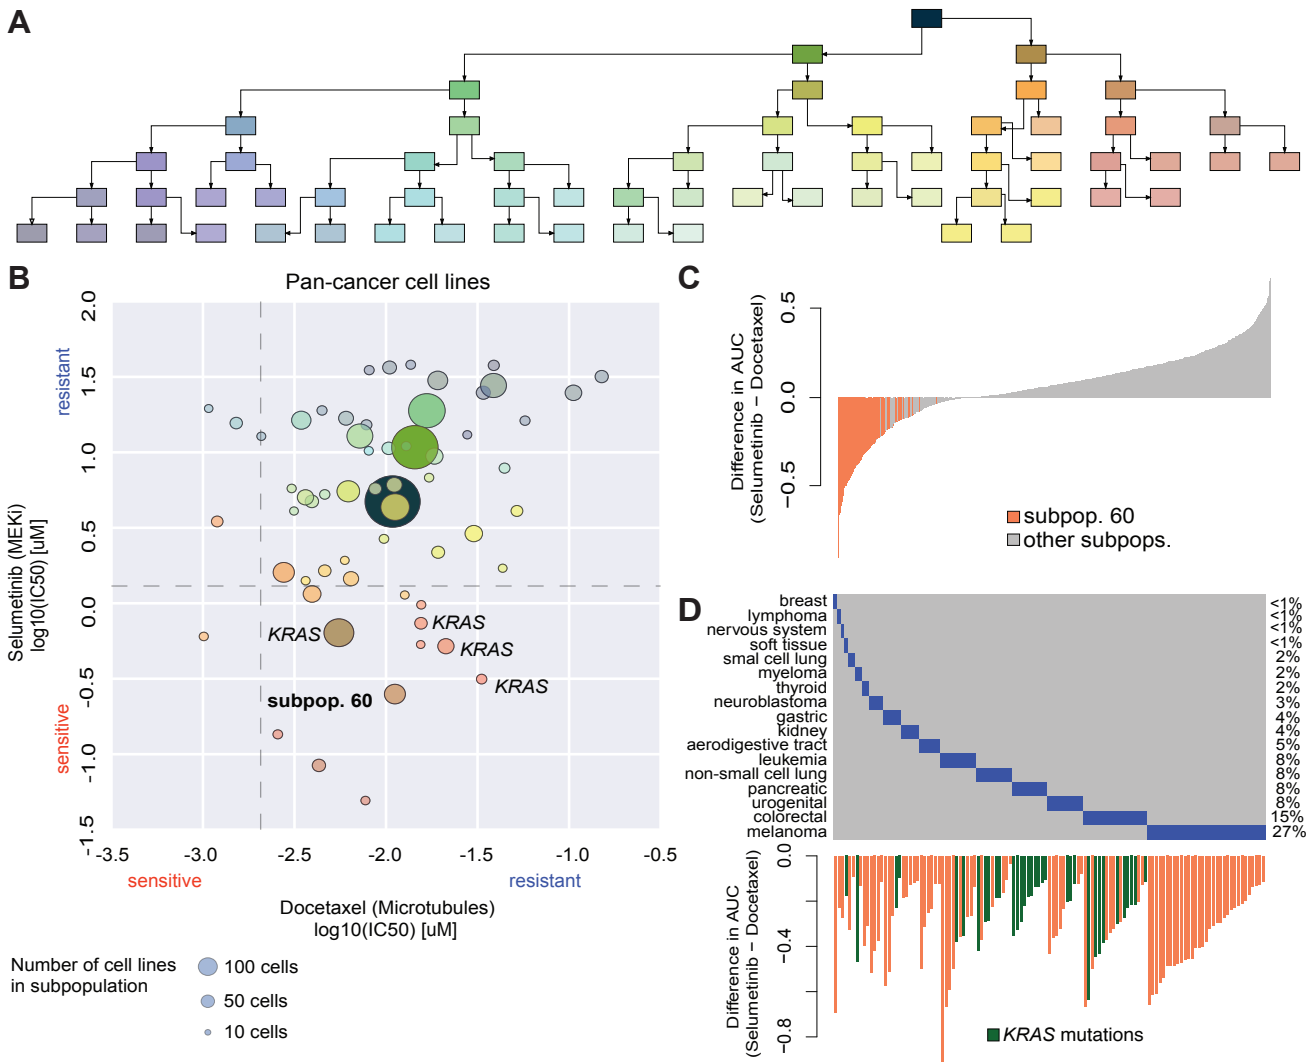 A
B
Pan-cancer cell lines
2.0
1.5
1.0
0.5
0.0
-0.5
-1.0
-1.5
resistant
sensitive
Selumetinib (MEKi)
log10(IC50) [uM]
KRAS
KRAS
KRAS
KRAS
subpop. 60
-3.5
-3.0
-2.5
-2.0
-1.5
-1.0
-0.5
sensitive
resistant
Docetaxel (Microtubules)
log10(IC50) [uM]
Number of cell lines
in subpopulation
100 cells
50 cells
10 cells
C
Difference in AUC
(Selumetinib − Docetaxel)
0.5
0.0
−0.5
subpop. 60
other subpops.
D
breast <1%
lymphoma <1%
nervous system <1%
soft tissue <1%
smal cell lung 2%
myeloma 2%
thyroid 2%
neuroblastoma 3%
gastric 4%
kidney 4%
aerodigestive tract 5%
leukemia 8%
non-small cell lung 8%
pancreatic 8%
urogenital 8%
colorectal 15%
melanoma 27%
Difference in AUC
(Selumetinib − Docetaxel)
0.0
−0.4
−0.8
KRAS mutations